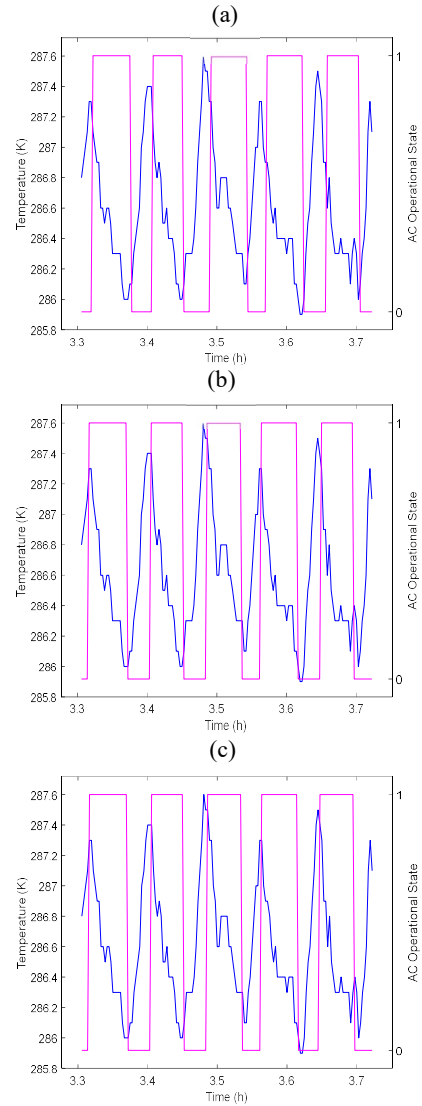 (a)
287.6
287.4
287.2
287
286.8
286.6
286.4
286.2
286
285.8
Temperature (K)
1
0
AC Operational State
3.3 3.4 3.5 3.6 3.7
Time (h)
(b)
287.6
287.4
287.2
287
286.8
286.6
286.4
286.2
286
285.8
Temperature (K)
1
0
AC Operational State
3.3 3.4 3.5 3.6 3.7
Time (h)
(c)
287.6
287.4
287.2
287
286.8
286.6
286.4
286.2
286
285.8
Temperature (K)
1
0
AC Operational State
3.3 3.4 3.5 3.6 3.7
Time (h)